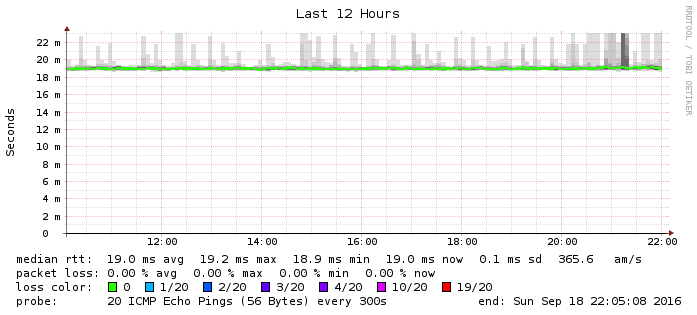 Last 12 Hours
RRDTOOL / TOBI OETIKER
Seconds
22 m
20 m
18 m
16 m
14 m
12 m
10 m
8 m
6 m
4 m
2 m
0
12:00 14:00 16:00 18:00 20:00 22:00
median rtt: 19.0 ms avg 19.2 ms max 18.9 ms min 19.0 ms now 0.1 ms sd 365.6 am/s
packet loss: 0.00 % avg 0.00 % max 0.00 % min 0.00 % now
loss color: 0 1/20 2/20 3/20 4/20 10/20 19/20
probe: 20 ICMP Echo Pings (56 Bytes) every 300s end: Sun Sep 18 22:05:08 2016